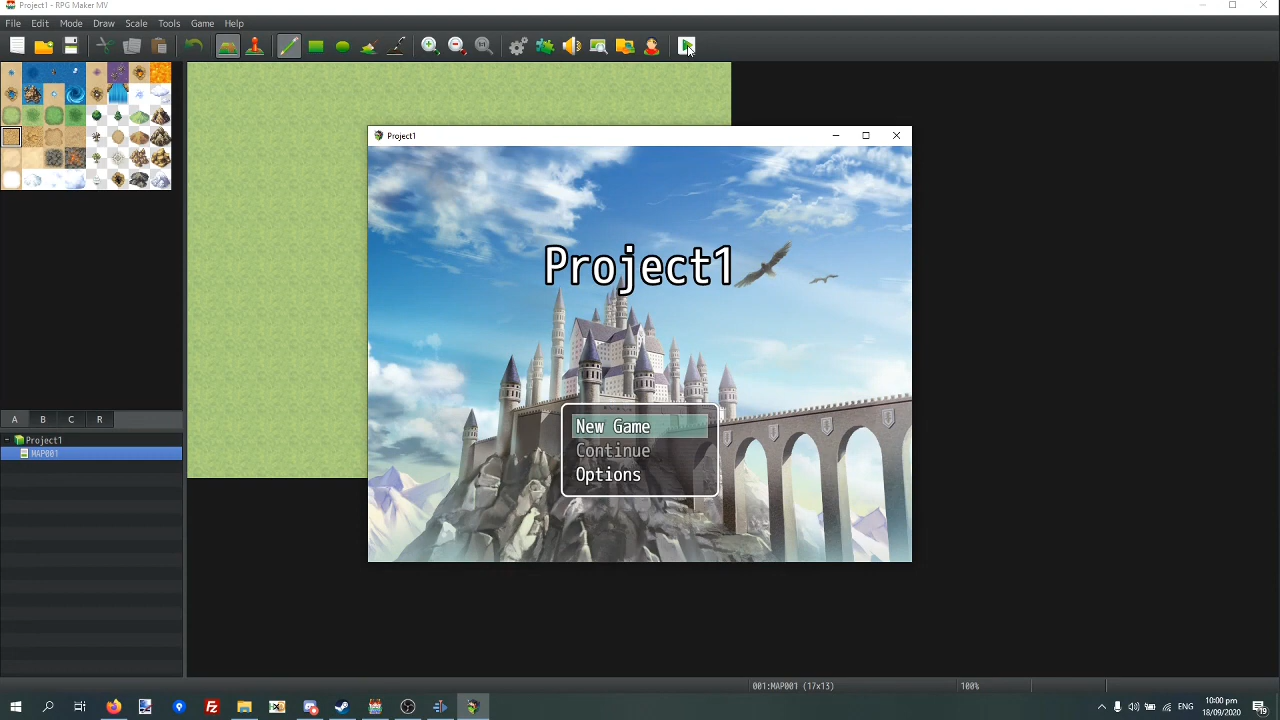 Project1 - RPG Maker MV
File Edit Mode Draw Scale Tools Game Help
Project1
Project1
New Game
Continue
Options
A B C R
Project1
MAP001
001:MAP001 (17x13) 100%
10:00 pm
18/09/2020
19